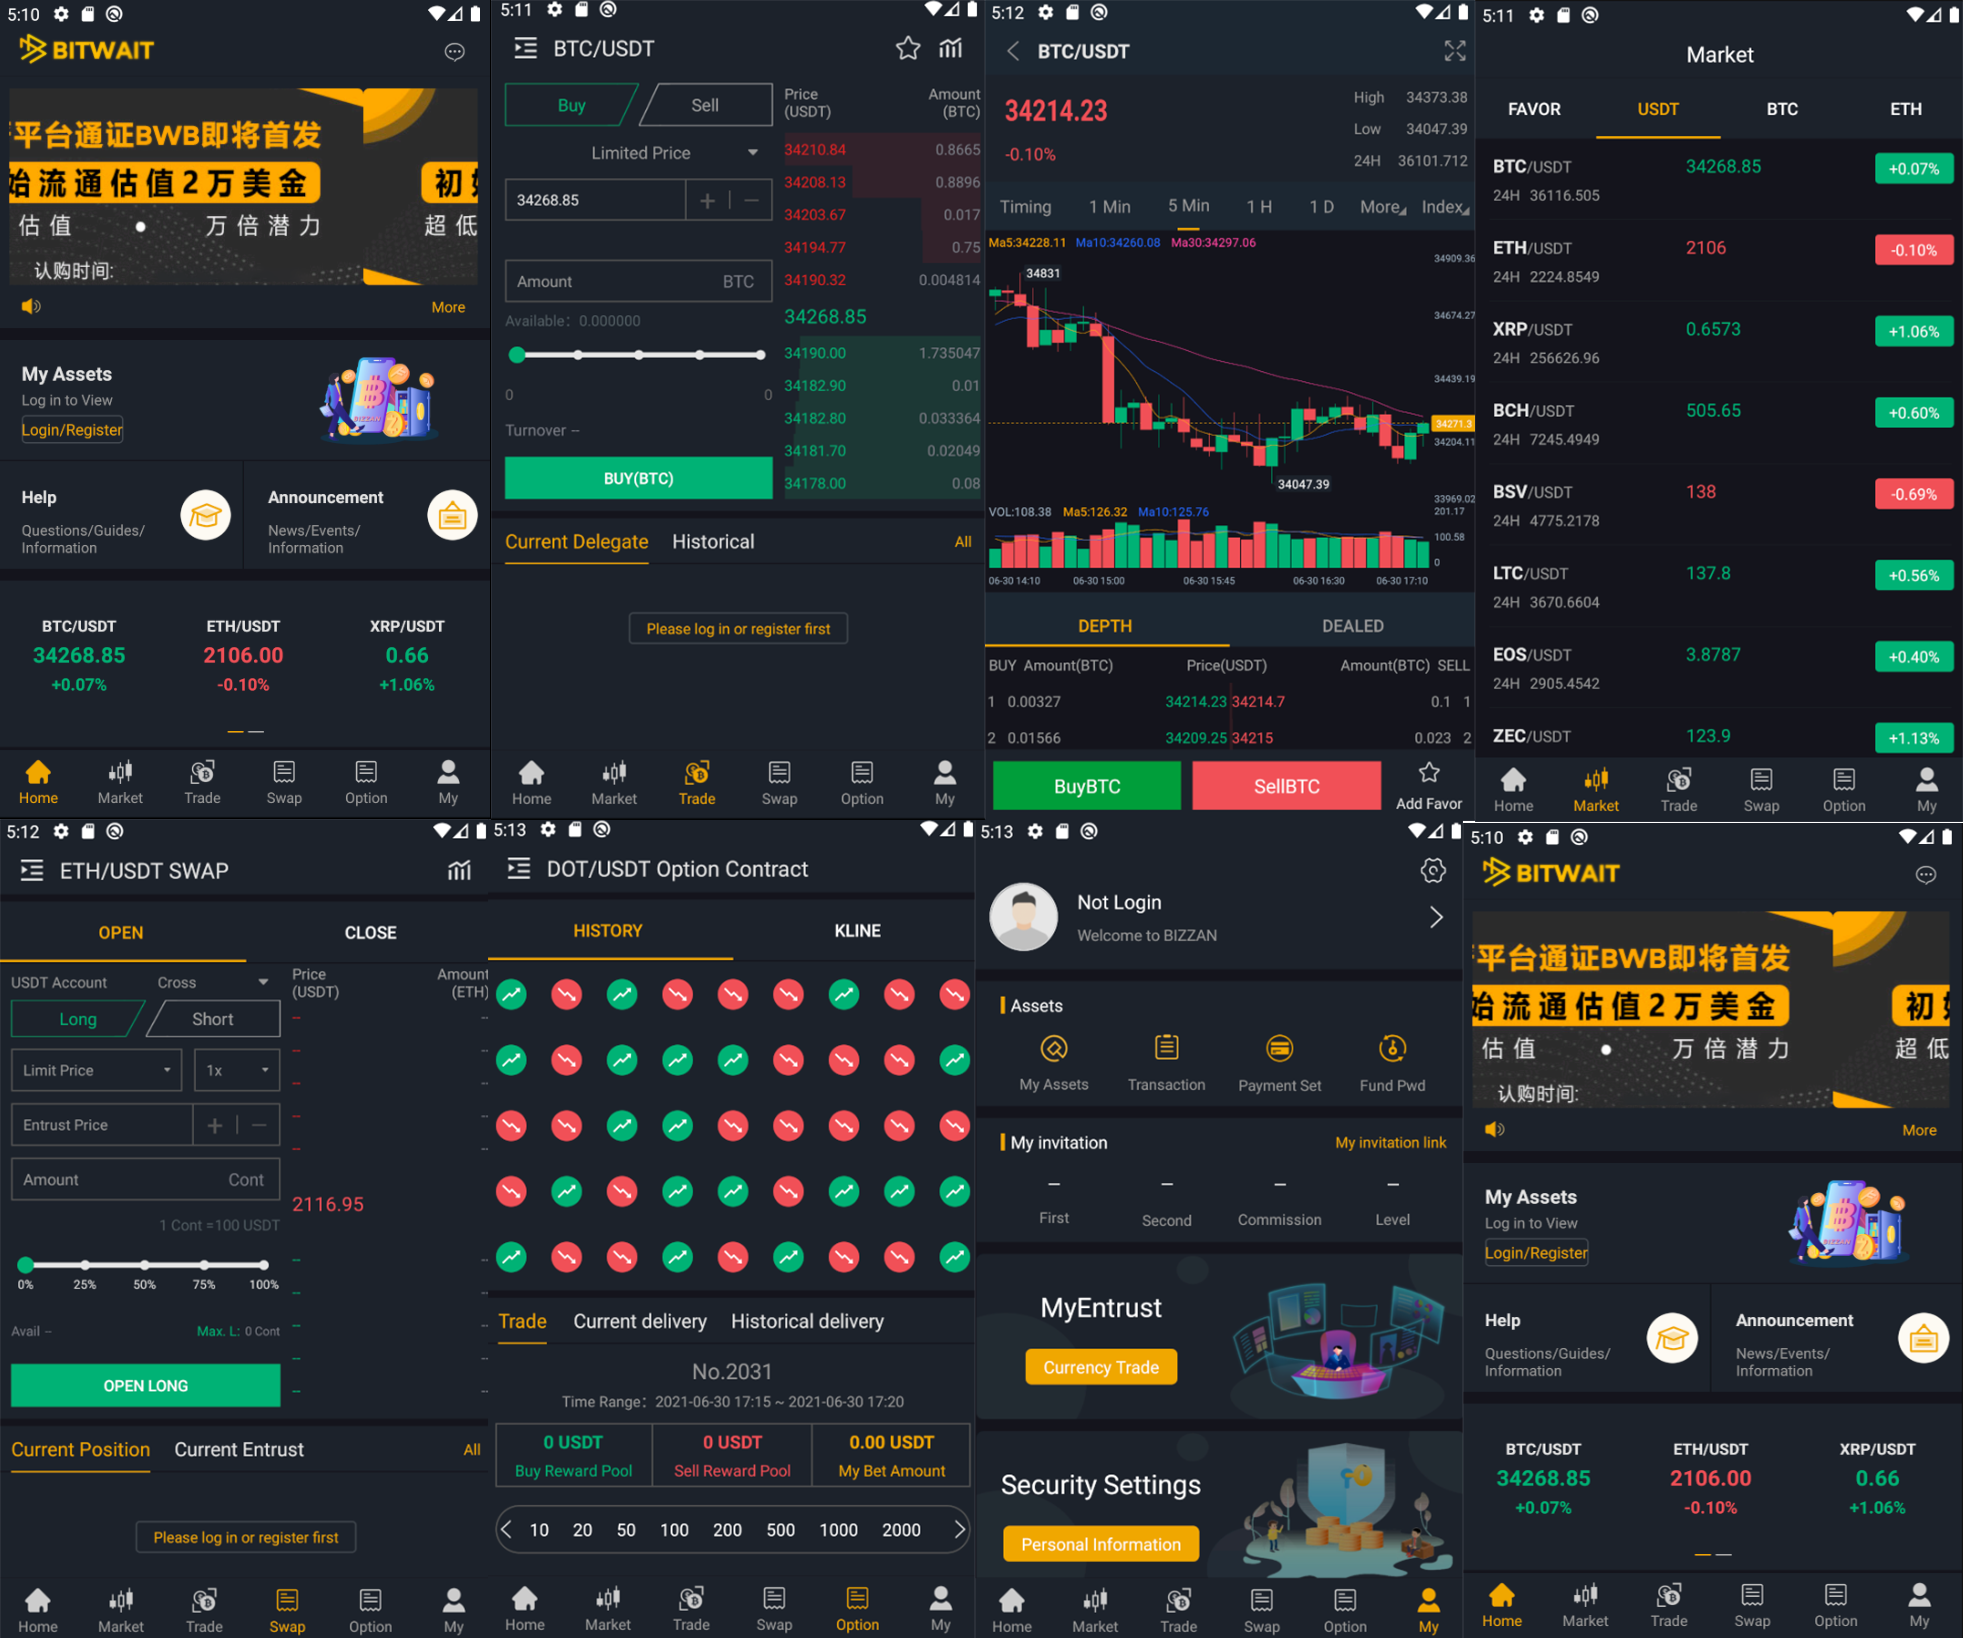 5:10
BITWAIT
平台通证BWB即将首发
始流通估值2万美金
初
估值 • 万倍潜力
超低
认购时间:
More
My Assets
Log in to View
Login/Register
BIZZAN
Help
Questions/Guides/
Information
Announcement
News/Events/
Information
BTC/USDT ETH/USDT XRP/USDT
34268.85 2106.00 0.66
+0.07% -0.10% +1.06%
Home Market Trade Swap Option My
5:11
BTC/USDT
Buy Sell
Limited Price
34268.85 + | −
Amount BTC
Available: 0.000000
0 0
Turnover --
BUY(BTC)
Price Amount
(USDT) (BTC)
34210.84 0.8665
34208.13 0.8896
34203.67 0.017
34194.77 0.75
34190.32 0.004814
34268.85
34190.00 1.735047
34182.90 0.01
34182.80 0.033364
34181.70 0.02049
34178.00 0.08
Current Delegate Historical All
Please log in or register first
Home Market Trade Swap Option My
5:12
BTC/USDT
34214.23
-0.10%
High 34373.38
Low 34047.39
24H 36101.712
Timing 1 Min 5 Min 1 H 1 D More Index
Ma5:34228.11 Ma10:34260.08 Ma30:34297.06
34909.36
34831
34674.27
34439.19
34271.3
34204.11
34047.39
33969.02
VOL:108.38 Ma5:126.32 Ma10:125.76
201.17
100.58
0
06-30 14:10 06-30 15:00 06-30 15:45 06-30 16:30 06-30 17:10
DEPTH DEALED
BUY Amount(BTC) Price(USDT) Amount(BTC) SELL
1 0.00327 34214.23 34214.7 0.1 1
2 0.01566 34209.25 34215 0.023 2
BuyBTC SellBTC Add Favor
5:11
Market
FAVOR USDT BTC ETH
BTC/USDT 34268.85 +0.07%
24H 36116.505
ETH/USDT 2106 -0.10%
24H 2224.8549
XRP/USDT 0.6573 +1.06%
24H 256626.96
BCH/USDT 505.65 +0.60%
24H 7245.4949
BSV/USDT 138 -0.69%
24H 4775.2178
LTC/USDT 137.8 +0.56%
24H 3670.6604
EOS/USDT 3.8787 +0.40%
24H 2905.4542
ZEC/USDT 123.9 +1.13%
Home Market Trade Swap Option My
5:12
ETH/USDT SWAP
OPEN CLOSE
USDT Account Cross
Long Short
Limit Price 1x
Entrust Price + | −
Amount Cont
1 Cont =100 USDT
0% 25% 50% 75% 100%
Avail -- Max. L: 0 Cont
OPEN LONG
Price Amount
(USDT) (ETH)
2116.95
Current Position Current Entrust All
Please log in or register first
Home Market Trade Swap Option My
5:13
DOT/USDT Option Contract
HISTORY KLINE
Trade Current delivery Historical delivery
No.2031
Time Range: 2021-06-30 17:15 ~ 2021-06-30 17:20
0 USDT 0 USDT 0.00 USDT
Buy Reward Pool Sell Reward Pool My Bet Amount
10 20 50 100 200 500 1000 2000
Home Market Trade Swap Option My
5:13
Not Login
Welcome to BIZZAN
Assets
My Assets Transaction Payment Set Fund Pwd
My invitation My invitation link
-- -- -- --
First Second Commission Level
MyEntrust
Currency Trade
Security Settings
Personal Information
Home Market Trade Swap Option My
5:10
BITWAIT
平台通证BWB即将首发
始流通估值2万美金
初
估值 • 万倍潜力
超低
认购时间:
More
My Assets
Log in to View
Login/Register
BIZZAN
Help
Questions/Guides/
Information
Announcement
News/Events/
Information
BTC/USDT ETH/USDT XRP/USDT
34268.85 2106.00 0.66
+0.07% -0.10% +1.06%
Home Market Trade Swap Option My